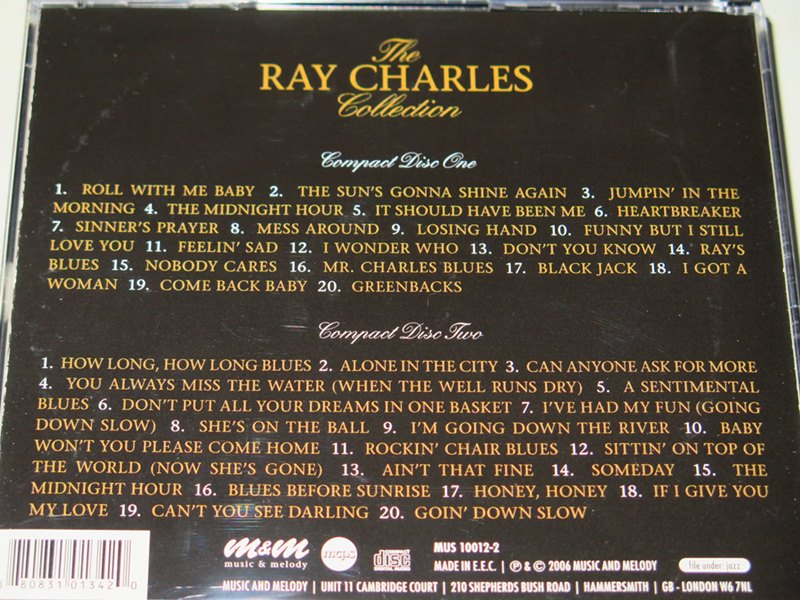 The
RAY CHARLES
Collection
Compact Disc One
1. ROLL WITH ME BABY 2. THE SUN'S GONNA SHINE AGAIN 3. JUMPIN' IN THE
MORNING 4. THE MIDNIGHT HOUR 5. IT SHOULD HAVE BEEN ME 6. HEARTBREAKER
7. SINNER'S PRAYER 8. MESS AROUND 9. LOSING HAND 10. FUNNY BUT I STILL
LOVE YOU 11. FEELIN' SAD 12. I WONDER WHO 13. DON'T YOU KNOW 14. RAY'S
BLUES 15. NOBODY CARES 16. MR. CHARLES BLUES 17. BLACK JACK 18. I GOT A
WOMAN 19. COME BACK BABY 20. GREENBACKS
Compact Disc Two
1. HOW LONG, HOW LONG BLUES 2. ALONE IN THE CITY 3. CAN ANYONE ASK FOR MORE
4. YOU ALWAYS MISS THE WATER (WHEN THE WELL RUNS DRY) 5. A SENTIMENTAL
BLUES 6. DON'T PUT ALL YOUR DREAMS IN ONE BASKET 7. I'VE HAD MY FUN (GOING
DOWN SLOW) 8. SHE'S ON THE BALL 9. I'M GOING DOWN THE RIVER 10. BABY
WON'T YOU PLEASE COME HOME 11. ROCKIN' CHAIR BLUES 12. SITTIN' ON TOP OF
THE WORLD (NOW SHE'S GONE) 13. AIN'T THAT FINE 14. SOMEDAY 15. THE
MIDNIGHT HOUR 16. BLUES BEFORE SUNRISE 17. HONEY, HONEY 18. IF I GIVE YOU
MY LOVE 19. CAN'T YOU SEE DARLING 20. GOIN' DOWN SLOW
m&m
music & melody
mcps
COMPACT
disc
DIGITAL AUDIO
MUS 10012-2
MADE IN E.E.C. | ℗ & © 2006 MUSIC AND MELODY
file under: jazz
80831 01342 0
MUSIC AND MELODY | UNIT 11 CAMBRIDGE COURT | 210 SHEPHERDS BUSH ROAD | HAMMERSMITH | GB - LONDON W6 7NL